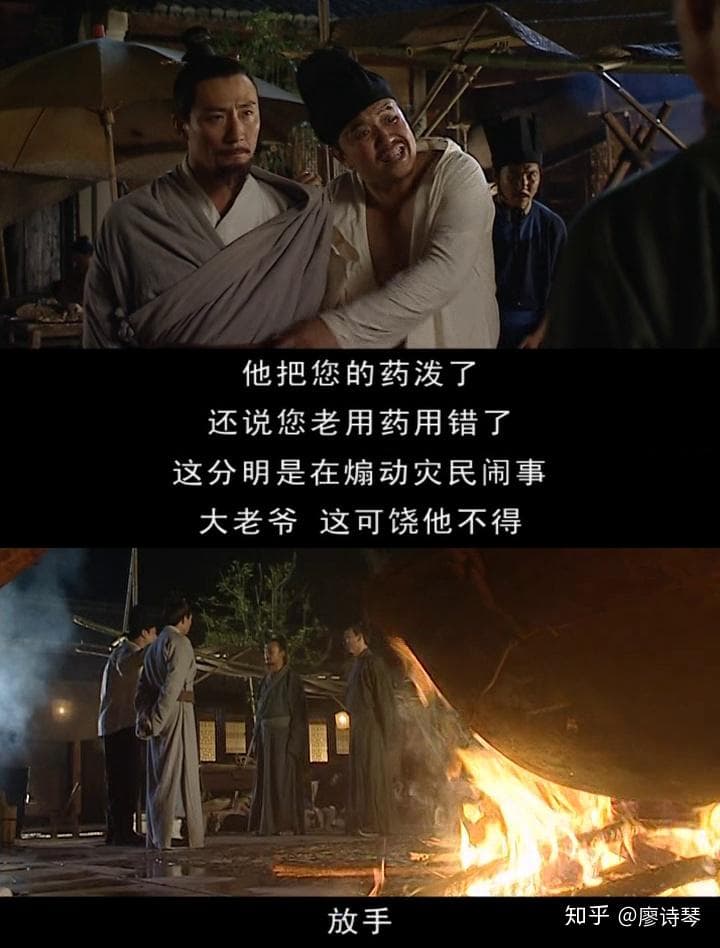 他把您的药泼了
还说您老用药用错了
这分明是在煽动灾民闹事
大老爷 这可饶他不得
放手
知乎 @廖诗琴